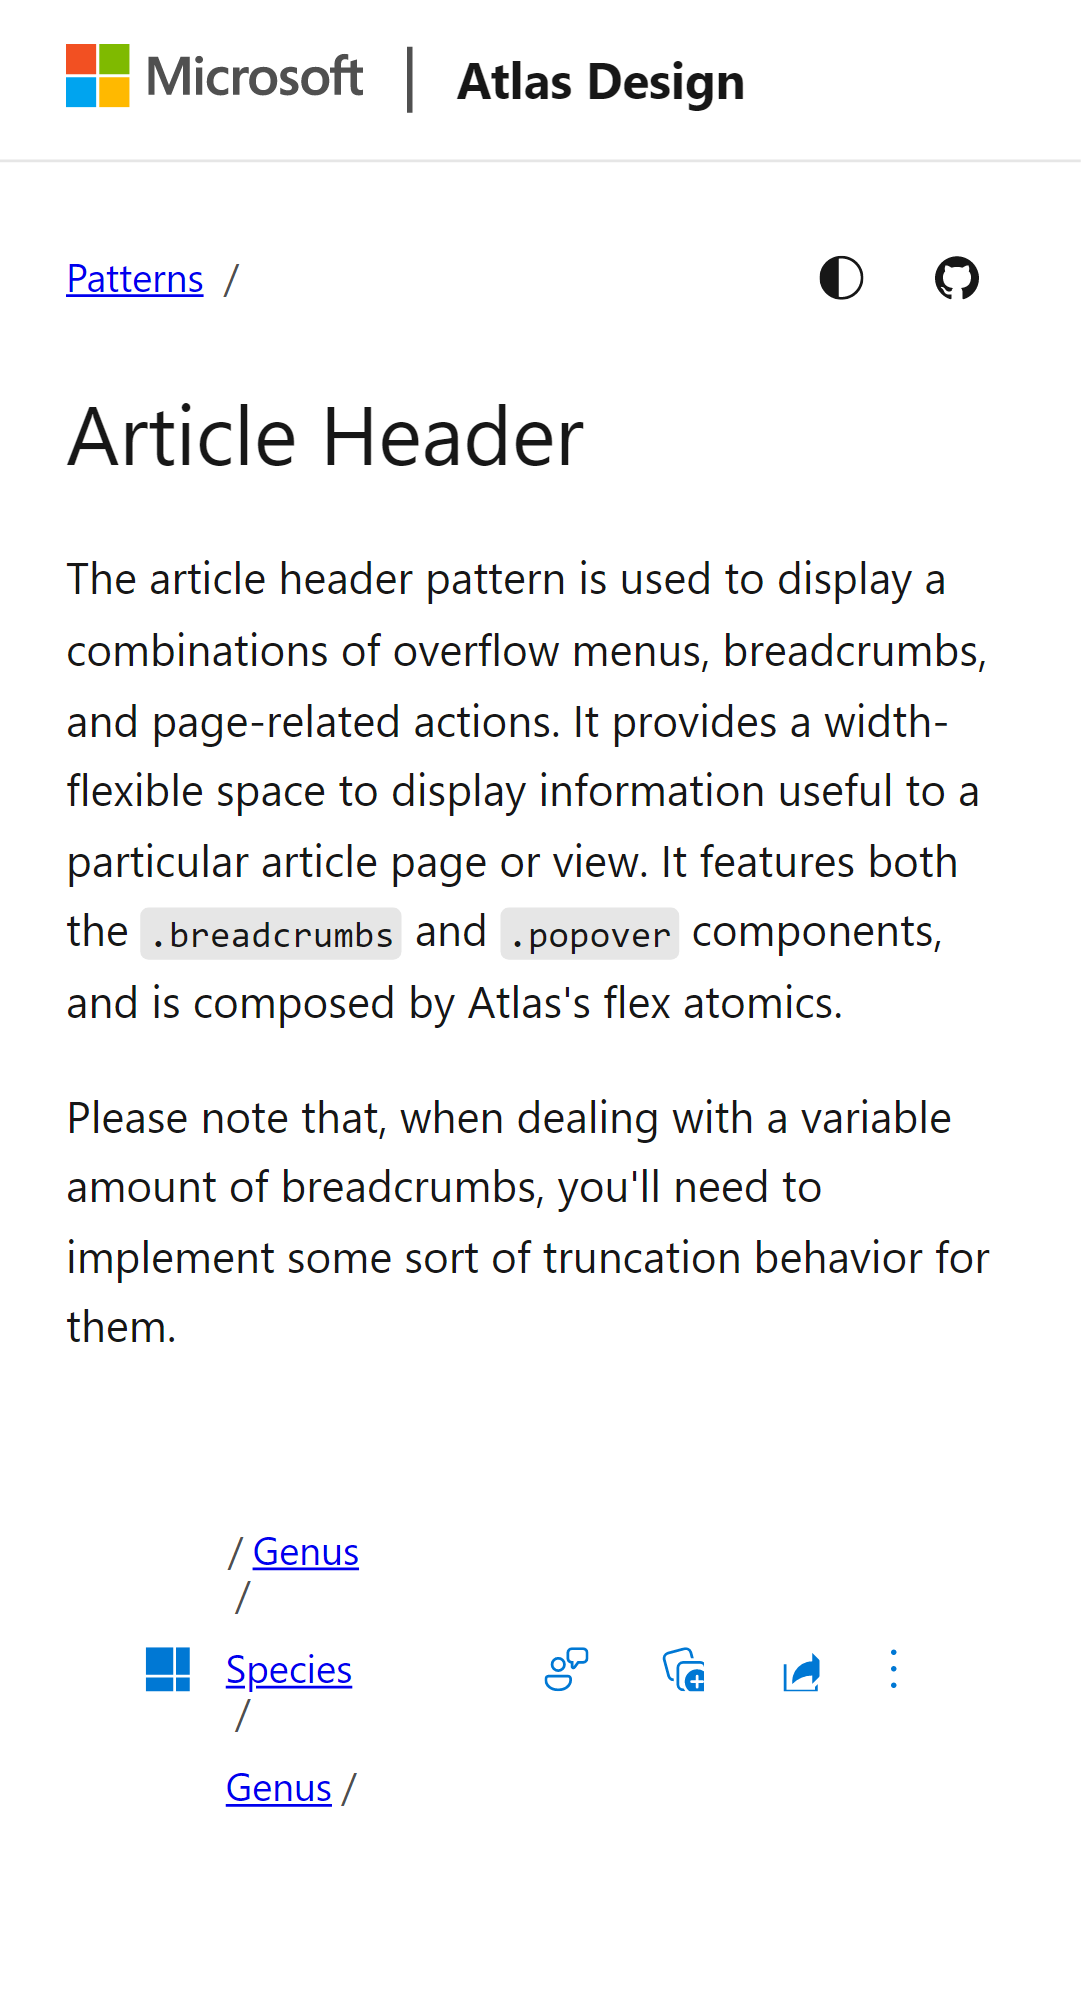 Microsoft | Atlas Design
Patterns /
Article Header
The article header pattern is used to display a
combinations of overflow menus, breadcrumbs,
and page-related actions. It provides a width-
flexible space to display information useful to a
particular article page or view. It features both
the .breadcrumbs and .popover components,
and is composed by Atlas's flex atomics.
Please note that, when dealing with a variable
amount of breadcrumbs, you'll need to
implement some sort of truncation behavior for
them.
/ Genus
/
Species
/
Genus /